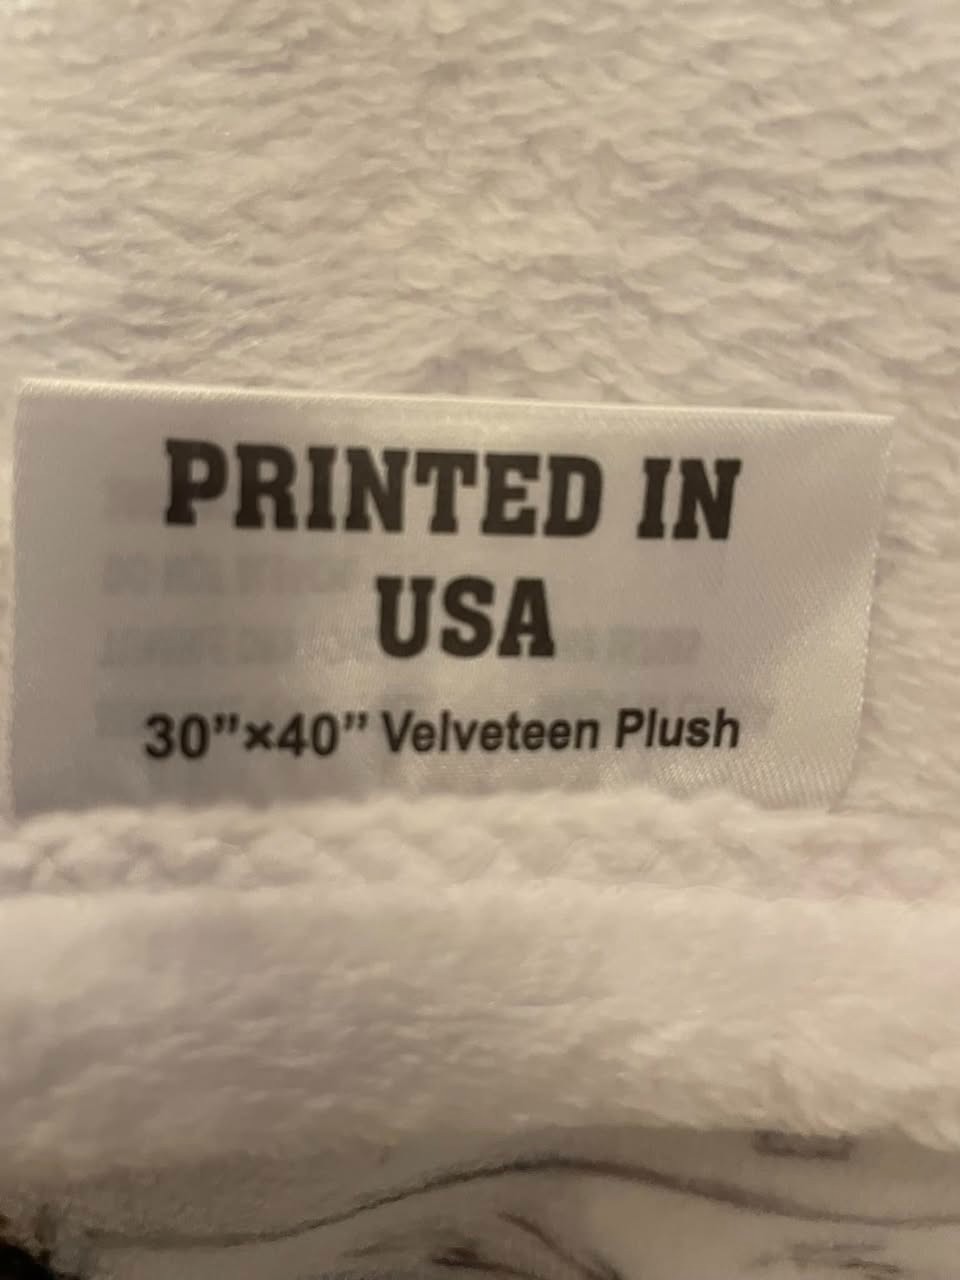 PRINTED IN
USA
30”×40” Velveteen Plush